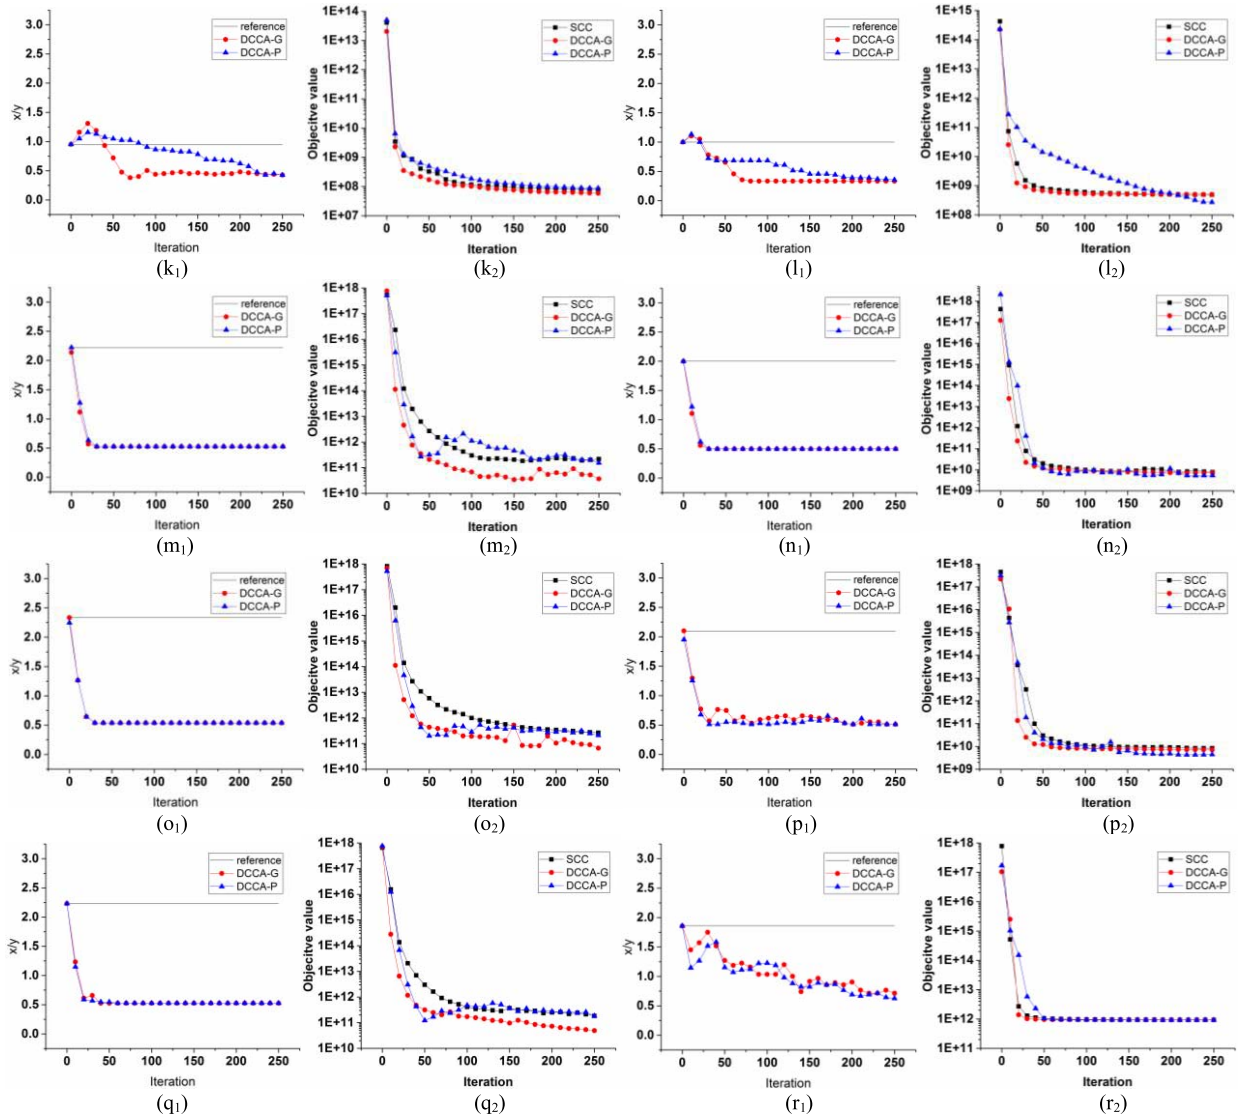 3.0
2.5
2.0
1.5
1.0
0.5
0.0
x/y
reference
DCCA-G
DCCA-P
0 50 100 150 200 250
Iteration
(k1)
1E+14
1E+13
1E+12
1E+11
1E+10
1E+09
1E+08
1E+07
Objecitve value
SCC
DCCA-G
DCCA-P
0 50 100 150 200 250
Iteration
(k2)
3.0
2.5
2.0
1.5
1.0
0.5
0.0
x/y
reference
DCCA-G
DCCA-P
0 50 100 150 200 250
Iteration
(l1)
1E+15
1E+14
1E+13
1E+12
1E+11
1E+10
1E+09
1E+08
Objecitve value
SCC
DCCA-G
DCCA-P
0 50 100 150 200 250
Iteration
(l2)
3.0
2.5
2.0
1.5
1.0
0.5
0.0
x/y
reference
DCCA-G
DCCA-P
0 50 100 150 200 250
Iteration
(m1)
1E+18
1E+17
1E+16
1E+15
1E+14
1E+13
1E+12
1E+11
1E+10
Objecitve value
SCC
DCCA-G
DCCA-P
0 50 100 150 200 250
Iteration
(m2)
3.0
2.5
2.0
1.5
1.0
0.5
0.0
x/y
reference
DCCA-G
DCCA-P
0 50 100 150 200 250
Iteration
(n1)
1E+18
1E+17
1E+16
1E+15
1E+14
1E+13
1E+12
1E+11
1E+10
1E+09
Objecitve value
SCC
DCCA-G
DCCA-P
0 50 100 150 200 250
Iteration
(n2)
3.0
2.5
2.0
1.5
1.0
0.5
0.0
x/y
reference
DCCA-G
DCCA-P
0 50 100 150 200 250
Iteration
(o1)
1E+18
1E+17
1E+16
1E+15
1E+14
1E+13
1E+12
1E+11
1E+10
Objecitve value
SCC
DCCA-G
DCCA-P
0 50 100 150 200 250
Iteration
(o2)
3.0
2.5
2.0
1.5
1.0
0.5
0.0
x/y
reference
DCCA-G
DCCA-P
0 50 100 150 200 250
Iteration
(p1)
1E+18
1E+17
1E+16
1E+15
1E+14
1E+13
1E+12
1E+11
1E+10
1E+09
Objecitve value
SCC
DCCA-G
DCCA-P
0 50 100 150 200 250
Iteration
(p2)
3.0
2.5
2.0
1.5
1.0
0.5
0.0
x/y
reference
DCCA-G
DCCA-P
0 50 100 150 200 250
Iteration
(q1)
1E+18
1E+17
1E+16
1E+15
1E+14
1E+13
1E+12
1E+11
1E+10
Objecitve value
SCC
DCCA-G
DCCA-P
0 50 100 150 200 250
Iteration
(q2)
3.0
2.5
2.0
1.5
1.0
0.5
0.0
x/y
reference
DCCA-G
DCCA-P
0 50 100 150 200 250
Iteration
(r1)
1E+18
1E+17
1E+16
1E+15
1E+14
1E+13
1E+12
1E+11
Objecitve value
SCC
DCCA-G
DCCA-P
0 50 100 150 200 250
Iteration
(r2)